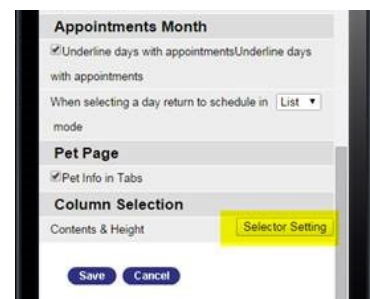 Appointments Month
Underline days with appointmentsUnderline days
with appointments
When selecting a day return to schedule in List
mode
Pet Page
Pet Info in Tabs
Column Selection
Contents & Height Selector Setting
Save Cancel